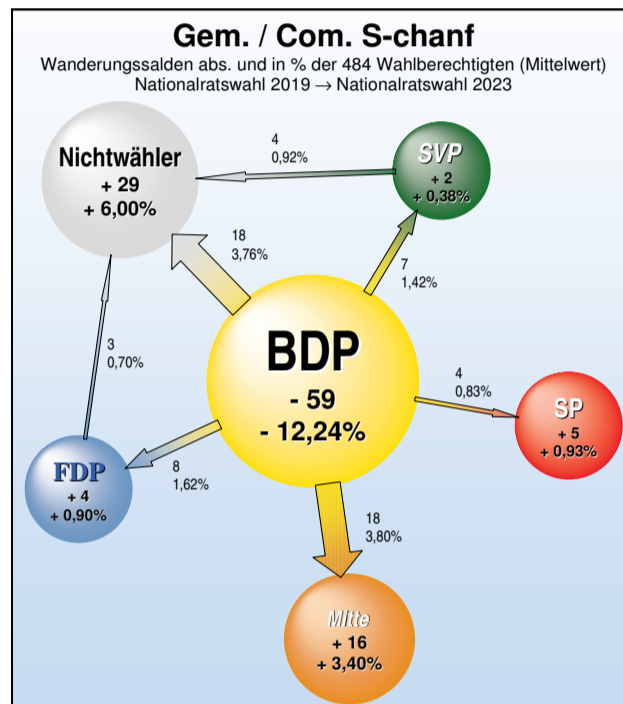 Gem. / Com. S-chanf
Wanderungssalden abs. und in % der 484 Wahlberechtigten (Mittelwert)
Nationalratswahl 2019 → Nationalratswahl 2023
Nichtwähler
+ 29
+ 6,00%
4
0,92%
SVP
+ 2
+ 0,38%
18
3,76%
7
1,42%
BDP
- 59
- 12,24%
3
0,70%
4
0,83%
SP
+ 5
+ 0,93%
FDP
+ 4
+ 0,90%
8
1,62%
18
3,80%
Mitte
+ 16
+ 3,40%